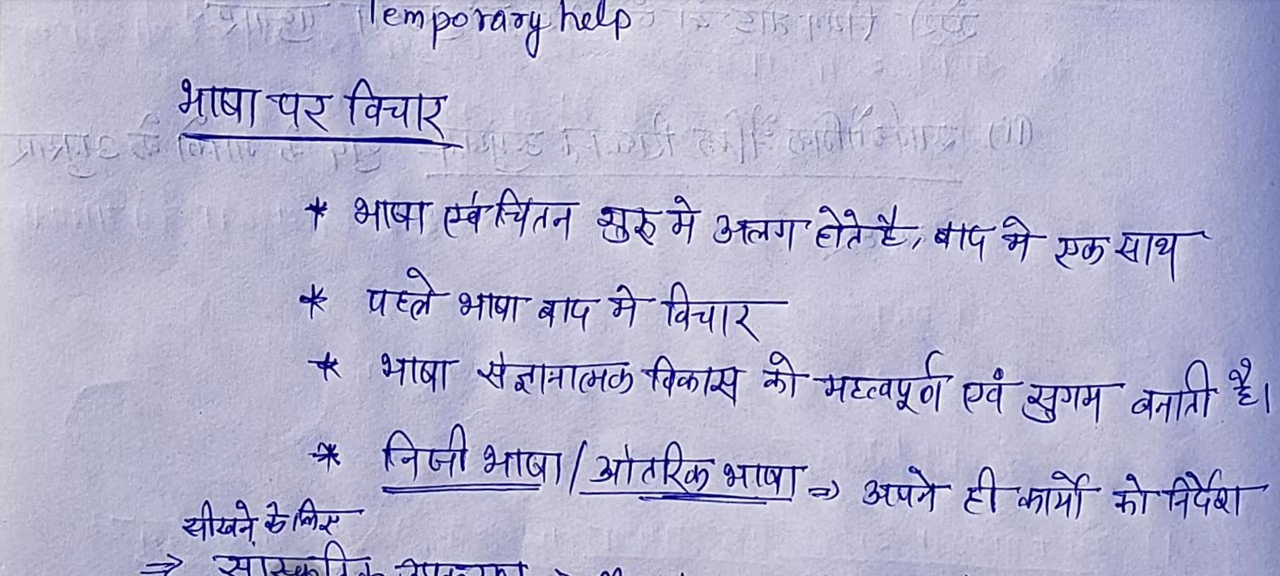 Temporary help
भाषा पर विचार
* भाषा एवं चिंतन शुरू मे अलग होते है, बाद मे एक साथ
* पहले भाषा बाद मे विचार
* भाषा संज्ञानात्मक विकास को महत्वपूर्ण एवं सुगम बनाती है।
* निजी भाषा / आंतरिक भाषा => अपने ही कार्यो को निर्देश
सीखने के लिए
=> सांस्कृतिक